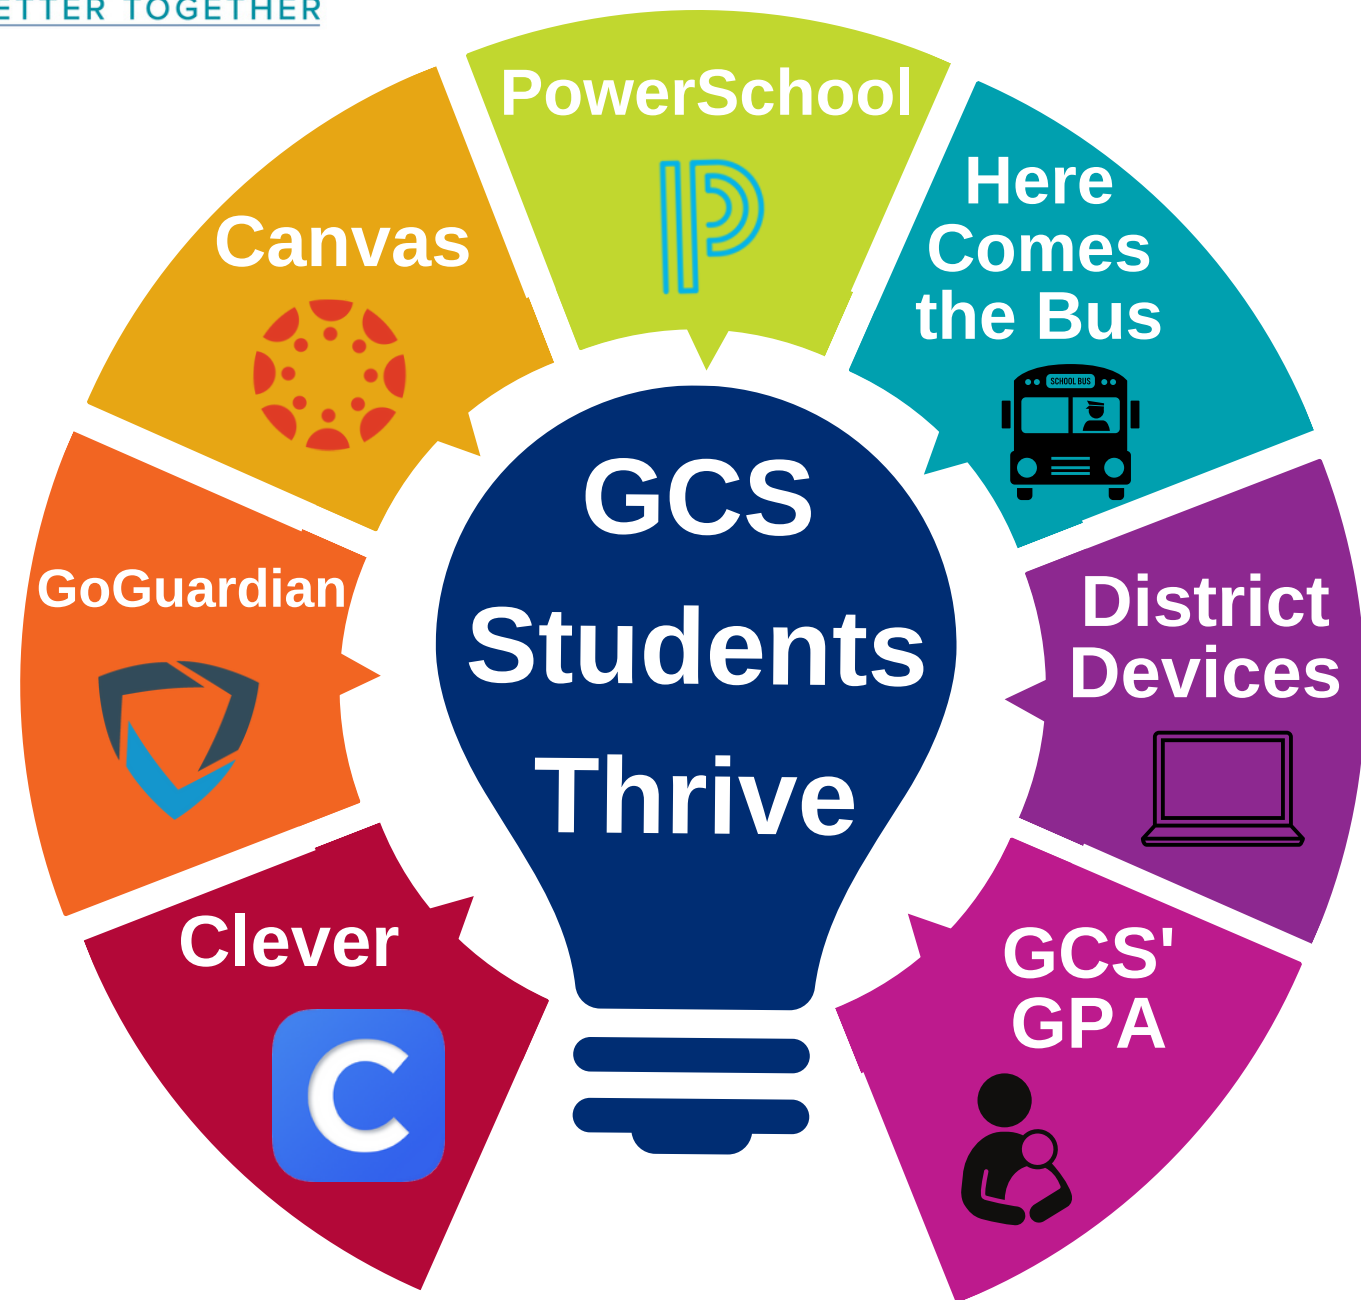 ETTER TOGETHER
PowerSchool
Here
Comes
the Bus
SCHOOL BUS
Canvas
GCS
Students
Thrive
GoGuardian
District
Devices
Clever
C
GCS'
GPA